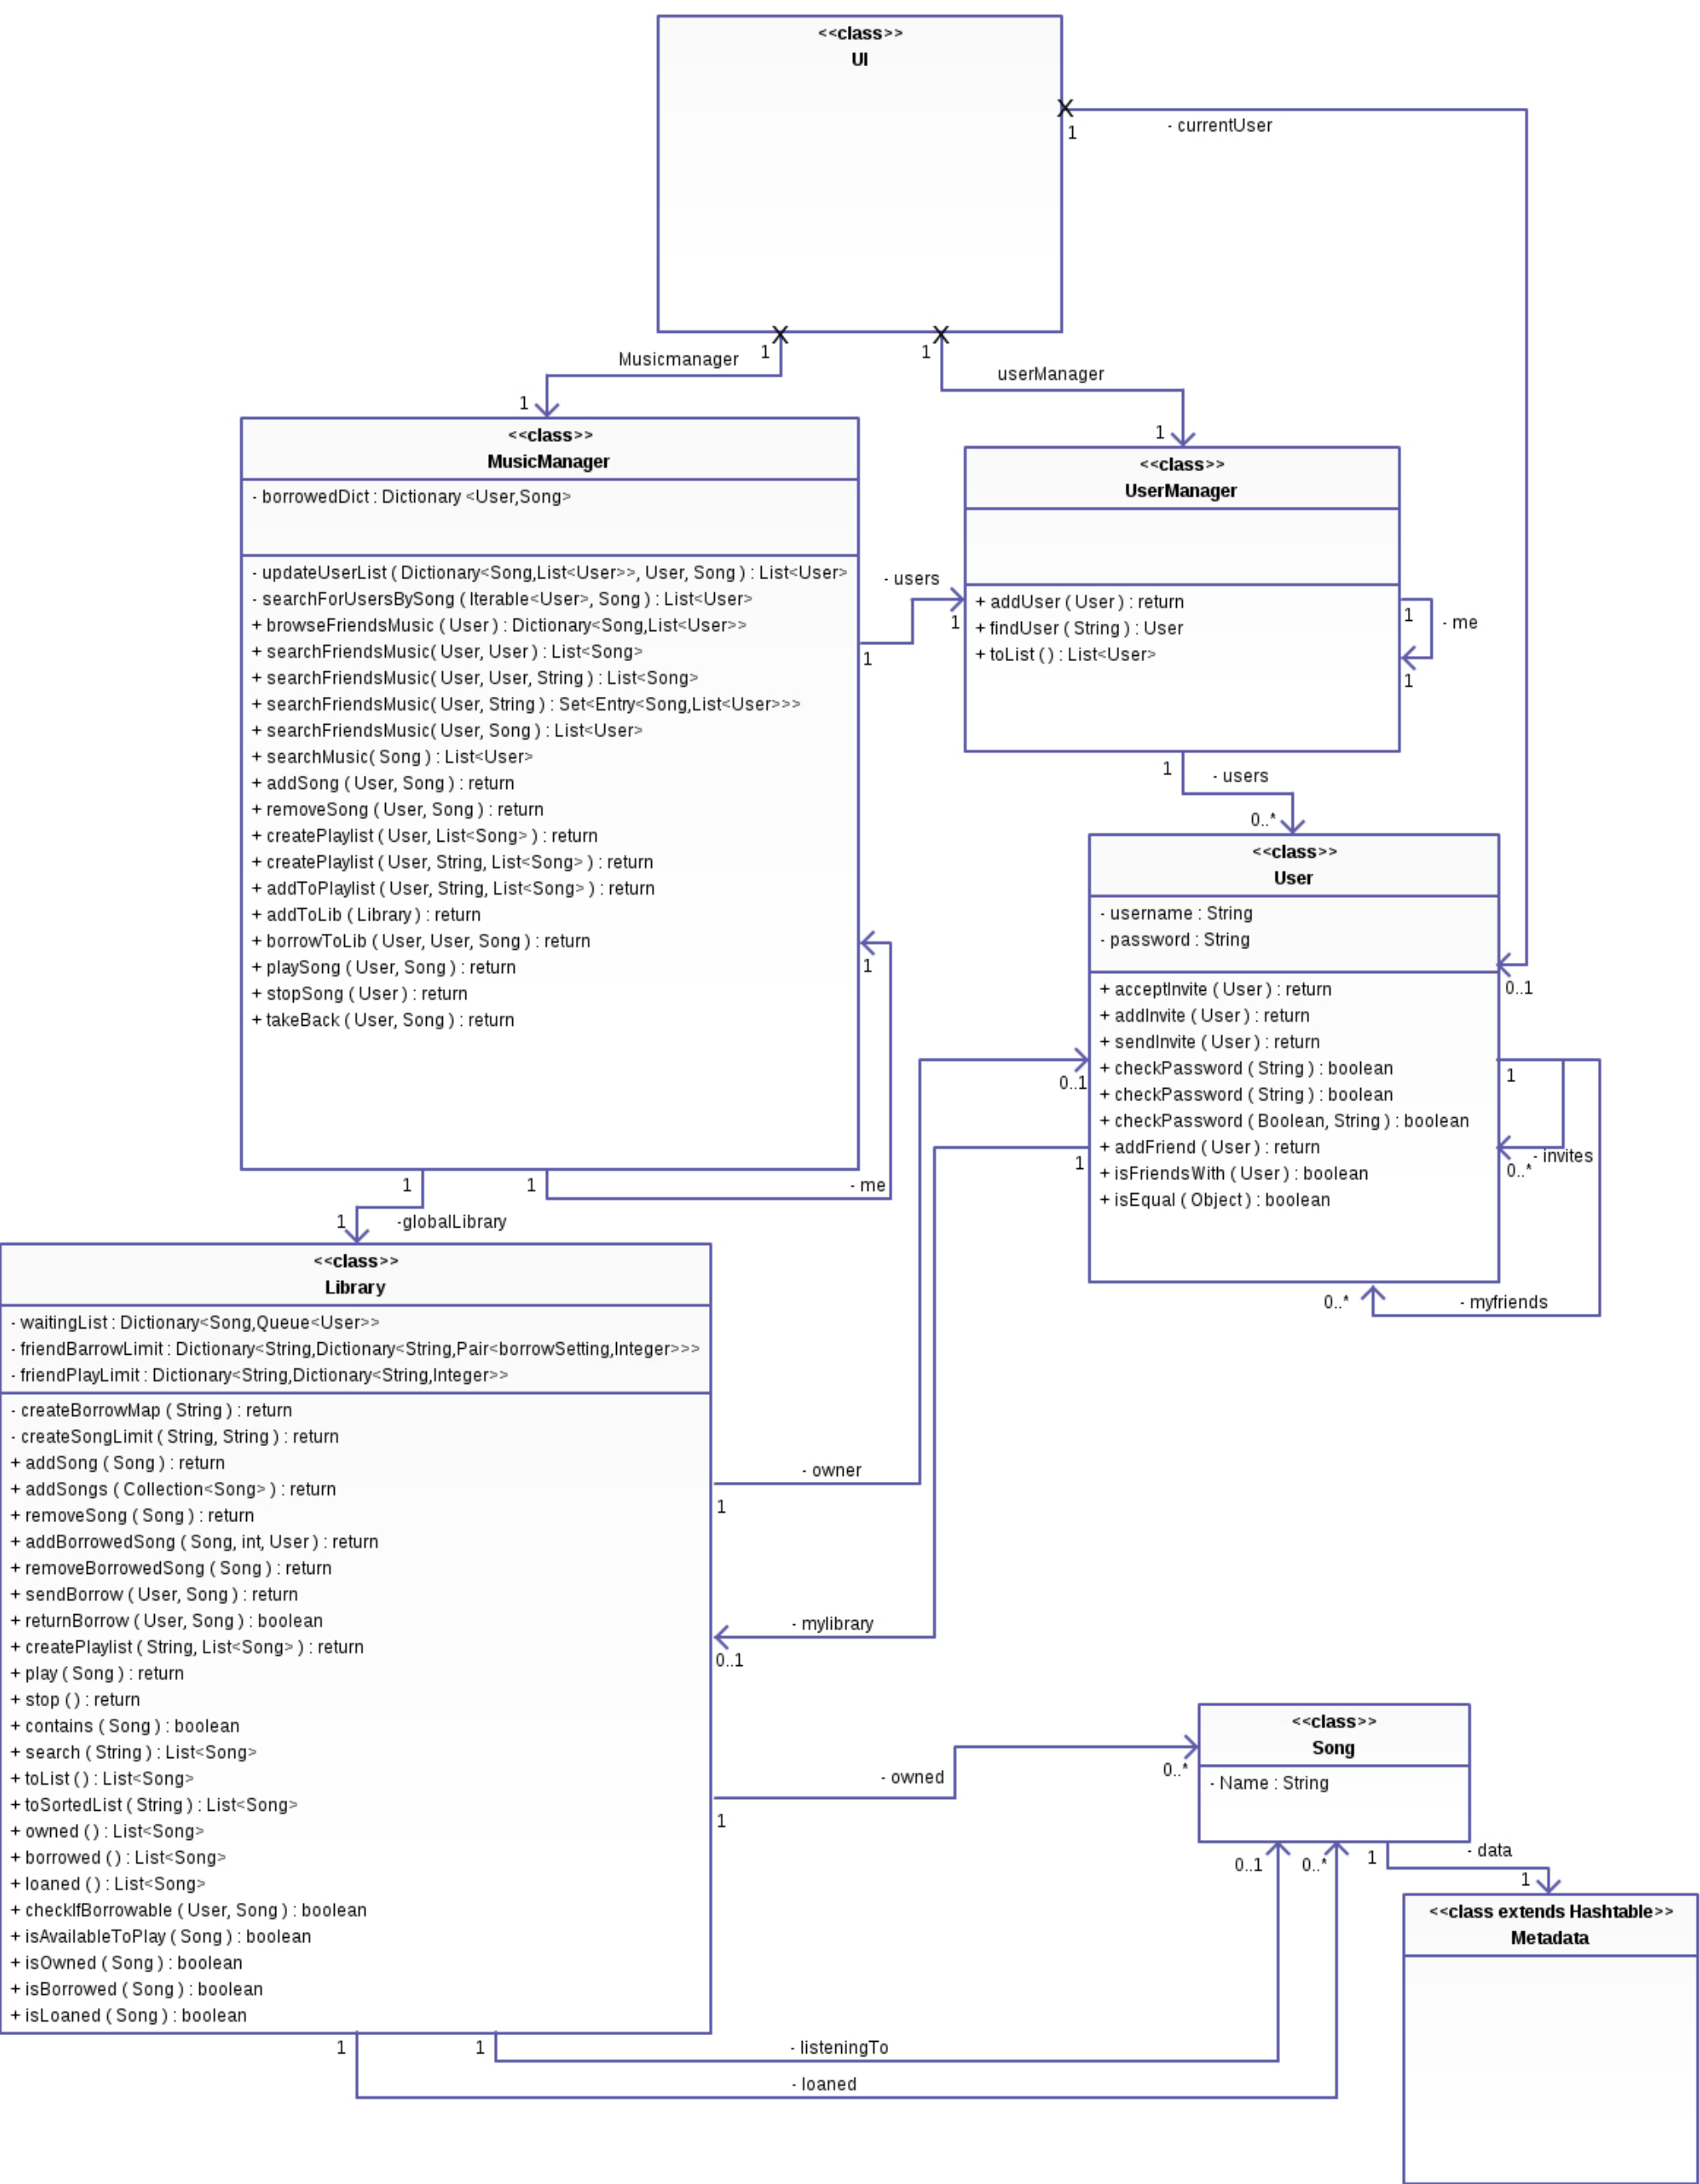 <<class>>
UI
1
- currentUser
Musicmanager
1
1
userManager
1
1
<<class>>
MusicManager
- borrowedDict : Dictionary <User,Song>
- updateUserList ( Dictionary<Song,List<User>>, User, Song ) : List<User>
- searchForUsersBySong ( Iterable<User>, Song ) : List<User>
+ browseFriendsMusic ( User ) : Dictionary<Song,List<User>>
+ searchFriendsMusic( User, User ) : List<Song>
+ searchFriendsMusic( User, User, String ) : List<Song>
+ searchFriendsMusic( User, String ) : Set<Entry<Song,List<User>>>
+ searchFriendsMusic( User, Song ) : List<User>
+ searchMusic( Song ) : List<User>
+ addSong ( User, Song ) : return
+ removeSong ( User, Song ) : return
+ createPlaylist ( User, List<Song> ) : return
+ createPlaylist ( User, String, List<Song> ) : return
+ addToPlaylist ( User, String, List<Song> ) : return
+ addToLib ( Library ) : return
+ borrowToLib ( User, User, Song ) : return
+ playSong ( User, Song ) : return
+ stopSong ( User ) : return
+ takeBack ( User, Song ) : return
1
1
1
1
- me
- users
1
<<class>>
UserManager
+ addUser ( User ) : return
+ findUser ( String ) : User
+ toList ( ) : List<User>
1
- me
1
1
- users
0..*
<<class>>
User
- username : String
- password : String
+ acceptInvite ( User ) : return
+ addInvite ( User ) : return
+ sendInvite ( User ) : return
+ checkPassword ( String ) : boolean
+ checkPassword ( String ) : boolean
+ checkPassword ( Boolean, String ) : boolean
+ addFriend ( User ) : return
+ isFriendsWith ( User ) : boolean
+ isEqual ( Object ) : boolean
0..1
1
- invites
0..*
0..*
- myfriends
0..1
1
1
-globalLibrary
<<class>>
Library
- waitingList : Dictionary<Song,Queue<User>>
- friendBarrowLimit : Dictionary<String,Dictionary<String,Pair<borrowSetting,Integer>>>
- friendPlayLimit : Dictionary<String,Dictionary<String,Integer>>
- createBorrowMap ( String ) : return
- createSongLimit ( String, String ) : return
+ addSong ( Song ) : return
+ addSongs ( Collection<Song> ) : return
+ removeSong ( Song ) : return
+ addBorrowedSong ( Song, int, User ) : return
+ removeBorrowedSong ( Song ) : return
+ sendBorrow ( User, Song ) : return
+ returnBorrow ( User, Song ) : boolean
+ createPlaylist ( String, List<Song> ) : return
+ play ( Song ) : return
+ stop ( ) : return
+ contains ( Song ) : boolean
+ search ( String ) : List<Song>
+ toList ( ) : List<Song>
+ toSortedList ( String ) : List<Song>
+ owned ( ) : List<Song>
+ borrowed ( ) : List<Song>
+ loaned ( ) : List<Song>
+ checkIfBorrowable ( User, Song ) : boolean
+ isAvailableToPlay ( Song ) : boolean
+ isOwned ( Song ) : boolean
+ isBorrowed ( Song ) : boolean
+ isLoaned ( Song ) : boolean
- owner
1
- mylibrary
0..1
- owned
1
0..*
<<class>>
Song
- Name : String
0..1
0..*
1
- data
1
<<class extends Hashtable>>
Metadata
1
1
- listeningTo
- loaned